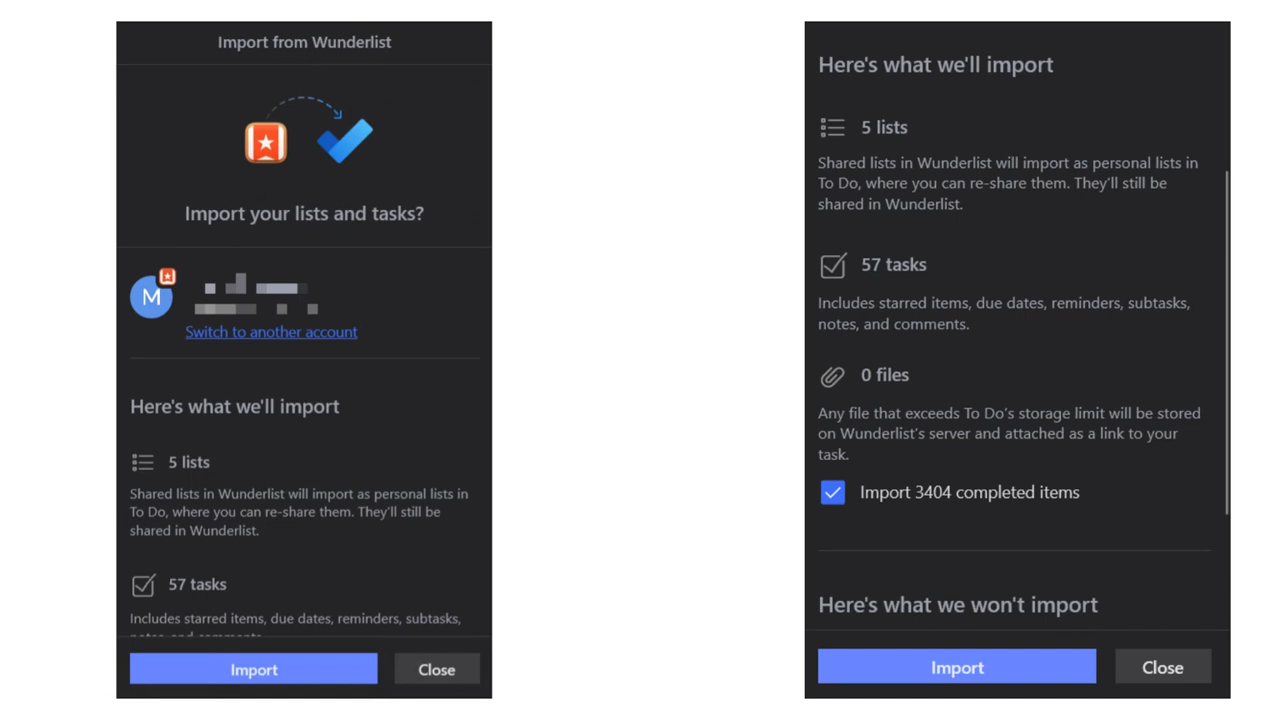 Import from Wunderlist
Import your lists and tasks?
M
Switch to another account
Here's what we'll import
5 lists
Shared lists in Wunderlist will import as personal lists in
To Do, where you can re-share them. They'll still be
shared in Wunderlist.
57 tasks
Includes starred items, due dates, reminders, subtasks,
notes, and comments.
Import
Close
Here's what we'll import
5 lists
Shared lists in Wunderlist will import as personal lists in
To Do, where you can re-share them. They'll still be
shared in Wunderlist.
57 tasks
Includes starred items, due dates, reminders, subtasks,
notes, and comments.
0 files
Any file that exceeds To Do's storage limit will be stored
on Wunderlist's server and attached as a link to your
task.
Import 3404 completed items
Here's what we won't import
Import
Close